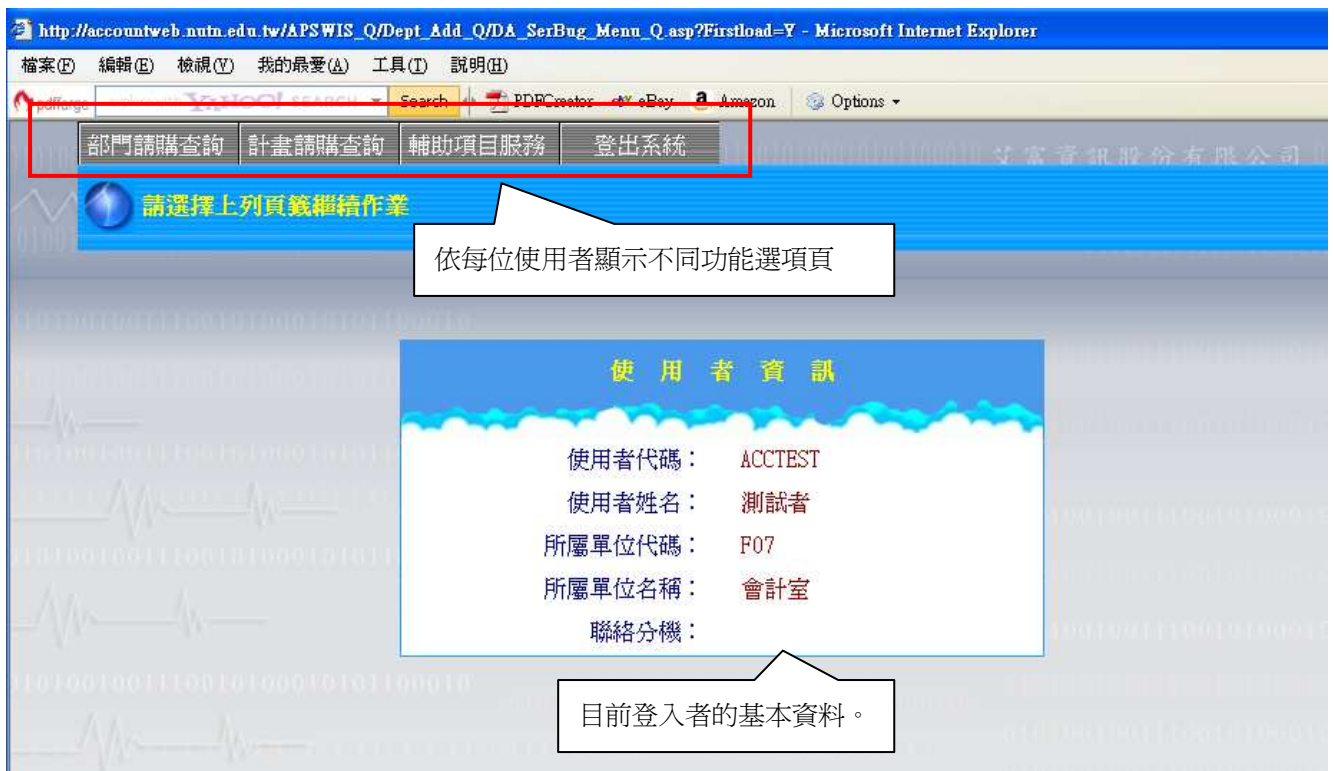 http://accountweb.nutn.edu.tw/APSWIS_Q/Dept_Add_Q/DA_SerBug_Menu_Q.asp?Firstload=Y - Microsoft Internet Explorer
檔案(F) 編輯(E) 檢視(V) 我的最愛(A) 工具(T) 說明(H)
pdfforge YAHOO! SEARCH Search PDFCreator eBay Amazon Options
部門請購查詢 計畫請購查詢 輔助項目服務 登出系統
艾富資訊股份有限公司
請選擇上列頁籤繼續作業
依每位使用者顯示不同功能選項頁
使用者資訊
使用者代碼： ACCTEST
使用者姓名： 測試者
所屬單位代碼： F07
所屬單位名稱： 會計室
聯絡分機：
目前登入者的基本資料。